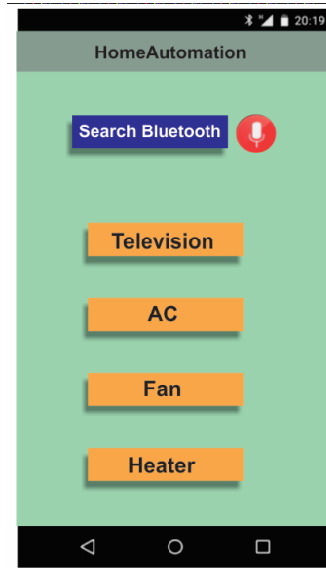 20:19
HomeAutomation
Search Bluetooth
Television
AC
Fan
Heater